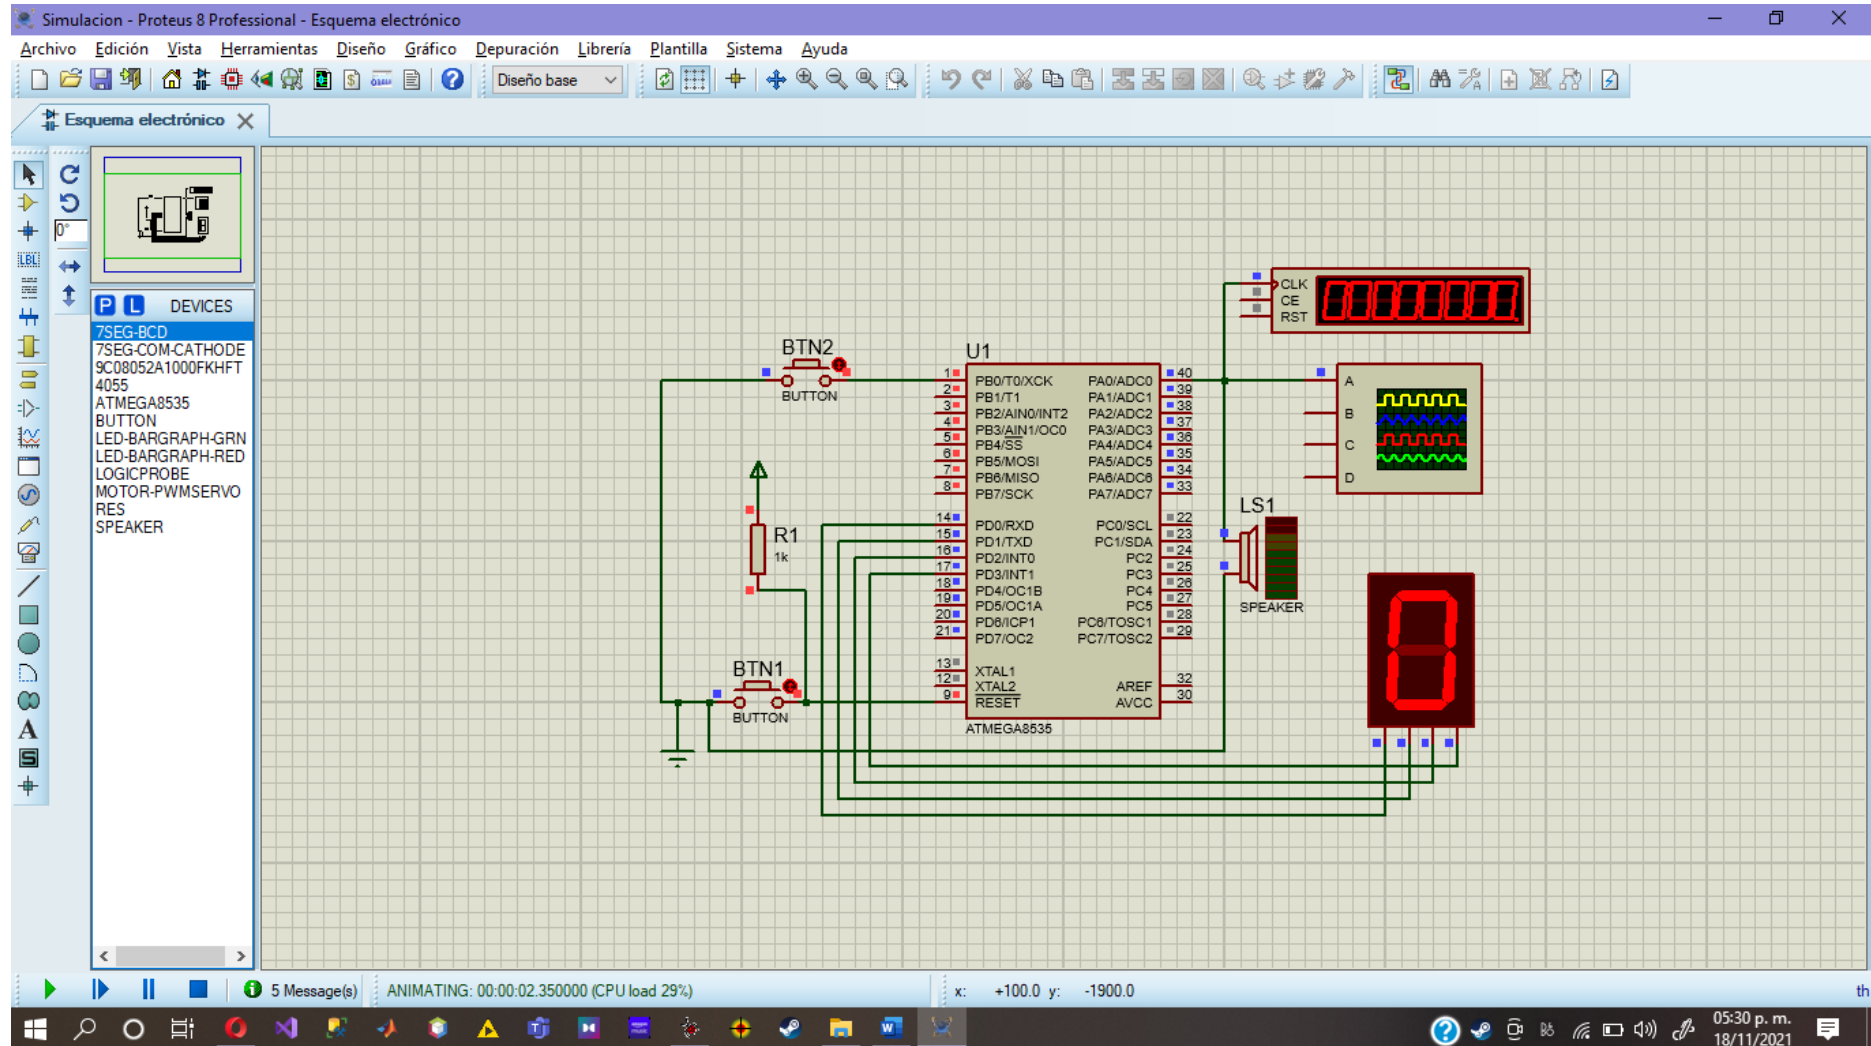 Simulacion - Proteus 8 Professional - Esquema electrónico
Archivo Edición Vista Herramientas Diseño Gráfico Depuración Librería Plantilla Sistema Ayuda
Diseño base
Esquema electrónico
0°
LBL
P L DEVICES
7SEG-BCD
7SEG-COM-CATHODE
9C08052A1000FKHFT
4055
ATMEGA8535
BUTTON
LED-BARGRAPH-GRN
LED-BARGRAPH-RED
LOGICPROBE
MOTOR-PWMSERVO
RES
SPEAKER
BTN2
BUTTON
R1
1k
BTN1
BUTTON
U1
1 PB0/T0/XCK PA0/ADC0 40
2 PB1/T1 PA1/ADC1 39
3 PB2/AIN0/INT2 PA2/ADC2 38
4 PB3/AIN1/OC0 PA3/ADC3 37
5 PB4/SS PA4/ADC4 36
6 PB5/MOSI PA5/ADC5 35
7 PB6/MISO PA6/ADC6 34
8 PB7/SCK PA7/ADC7 33
14 PD0/RXD PC0/SCL 22
15 PD1/TXD PC1/SDA 23
16 PD2/INT0 PC2 24
17 PD3/INT1 PC3 25
18 PD4/OC1B PC4 26
19 PD5/OC1A PC5 27
20 PD6/ICP1 PC6/TOSC1 28
21 PD7/OC2 PC7/TOSC2 29
13 XTAL1
12 XTAL2 AREF 32
9 RESET AVCC 30
ATMEGA8535
CLK
CE
RST
A
B
C
D
LS1
SPEAKER
0
5 Message(s) ANIMATING: 00:00:02.350000 (CPU load 29%) x: +100.0 y: -1900.0 th
05:30 p. m.
18/11/2021